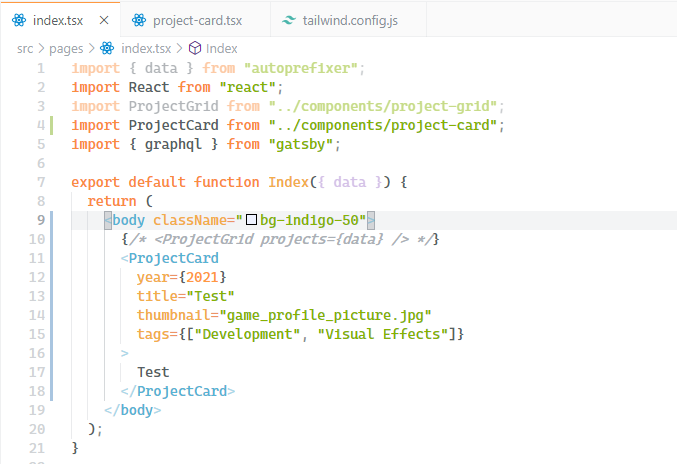 index.tsx × project-card.tsx tailwind.config.js
src > pages > index.tsx > Index
1 import { data } from "autoprefixer";
2 import React from "react";
3 import ProjectGrid from "../components/project-grid";
4 import ProjectCard from "../components/project-card";
5 import { graphql } from "gatsby";
6
7 export default function Index({ data }) {
8 return (
9 <body className="bg-indigo-50">
10 {/* <ProjectGrid projects={data} /> */}
11 <ProjectCard
12 year={2021}
13 title="Test"
14 thumbnail="game_profile_picture.jpg"
15 tags={["Development", "Visual Effects"]}
16 >
17 Test
18 </ProjectCard>
19 </body>
20 );
21 }